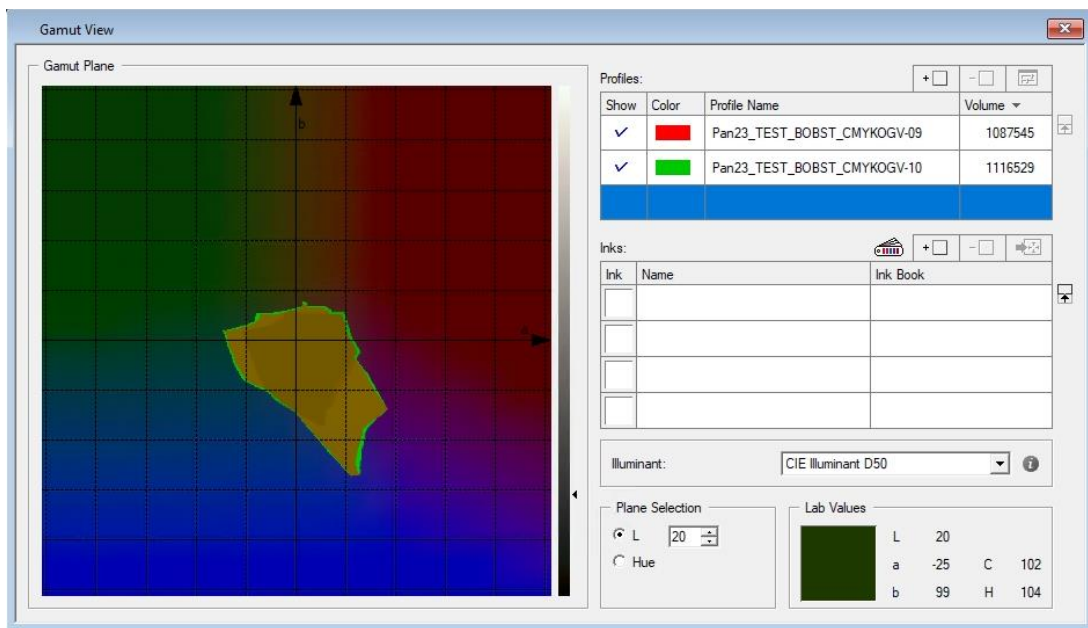 Gamut View
Gamut Plane
b
a
Profiles:
Show Color Profile Name Volume
Pan23_TEST_BOBST_CMYKOGV-09 1087545
Pan23_TEST_BOBST_CMYKOGV-10 1116529
Inks:
Ink Name Ink Book
Illuminant: CIE Illuminant D50
Plane Selection
L 20
Hue
Lab Values
L 20
a -25 C 102
b 99 H 104